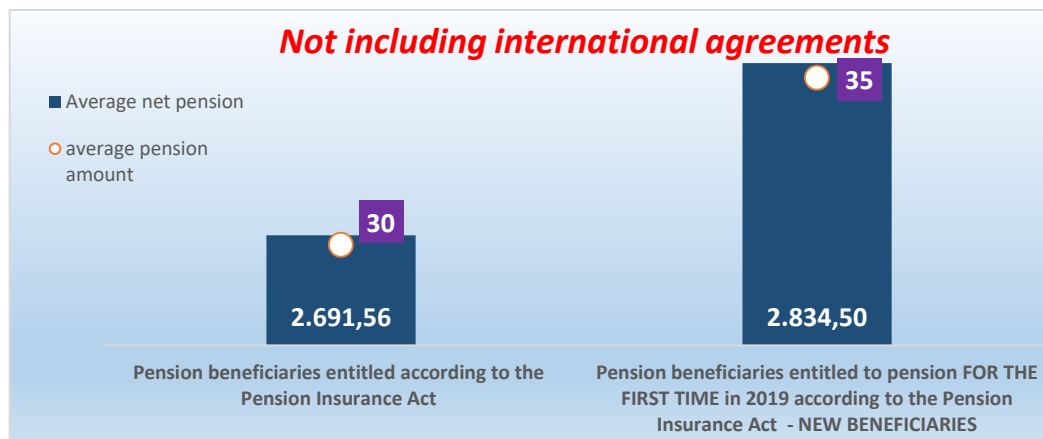 Not including international agreements
Average net pension
average pension
amount
35
30
2.691,56
2.834,50
Pension beneficiaries entitled according to the
Pension Insurance Act
Pension beneficiaries entitled to pension FOR THE
FIRST TIME in 2019 according to the Pension
Insurance Act - NEW BENEFICIARIES